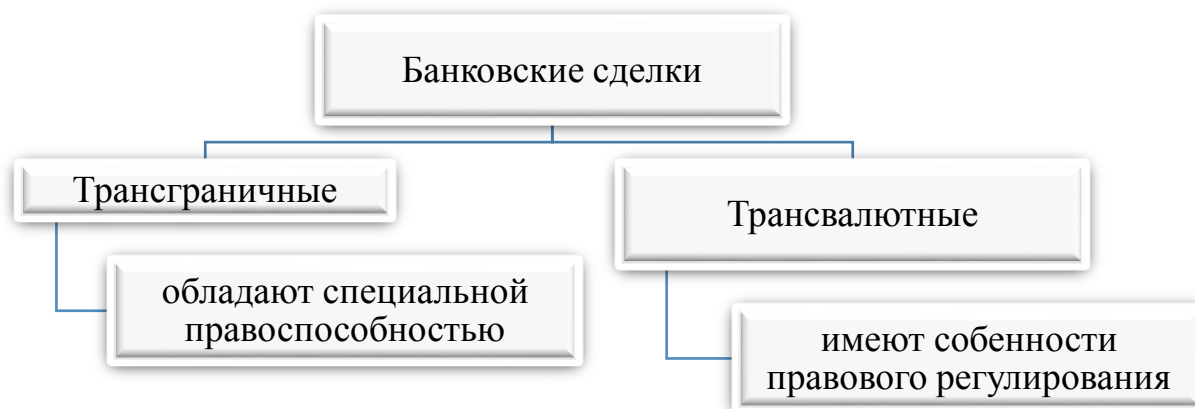 Банковские сделки
Трансграничные
Трансвалютные
обладают специальной
правоспособностью
имеют собенности
правового регулирования